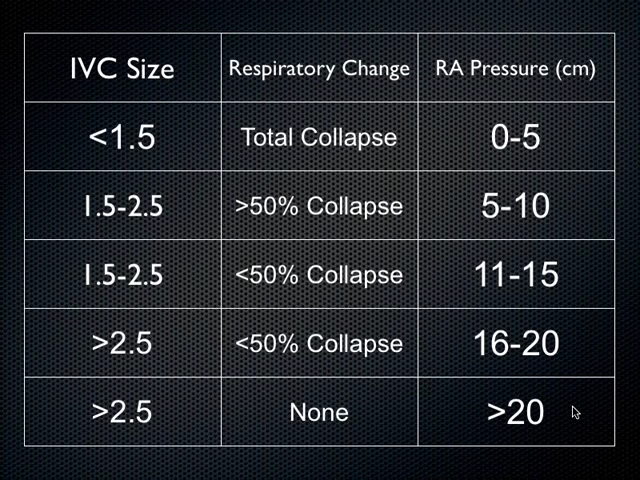 IVC Size Respiratory Change RA Pressure (cm)
<1.5 Total Collapse 0-5
1.5-2.5 >50% Collapse 5-10
1.5-2.5 <50% Collapse 11-15
>2.5 <50% Collapse 16-20
>2.5 None >20